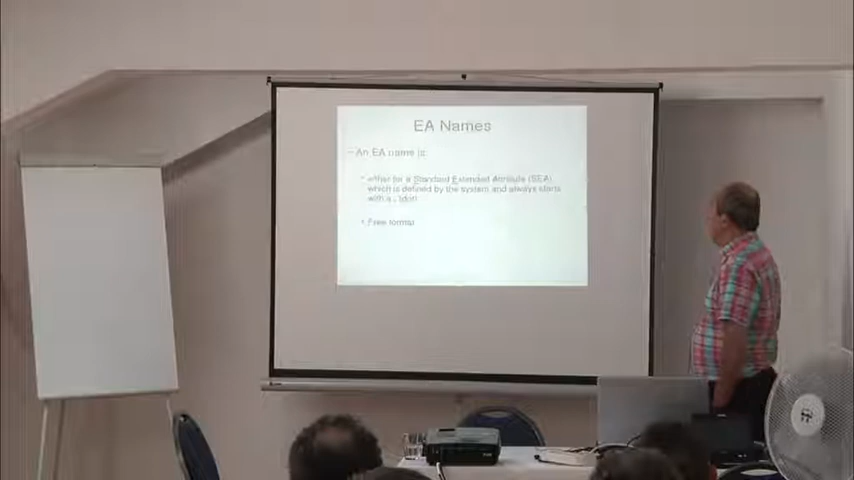 EA Names
– An EA name is:
• either for a Standard Extended Attribute (SEA),
which is defined by the system and always starts
with a . (dot)
• Free format